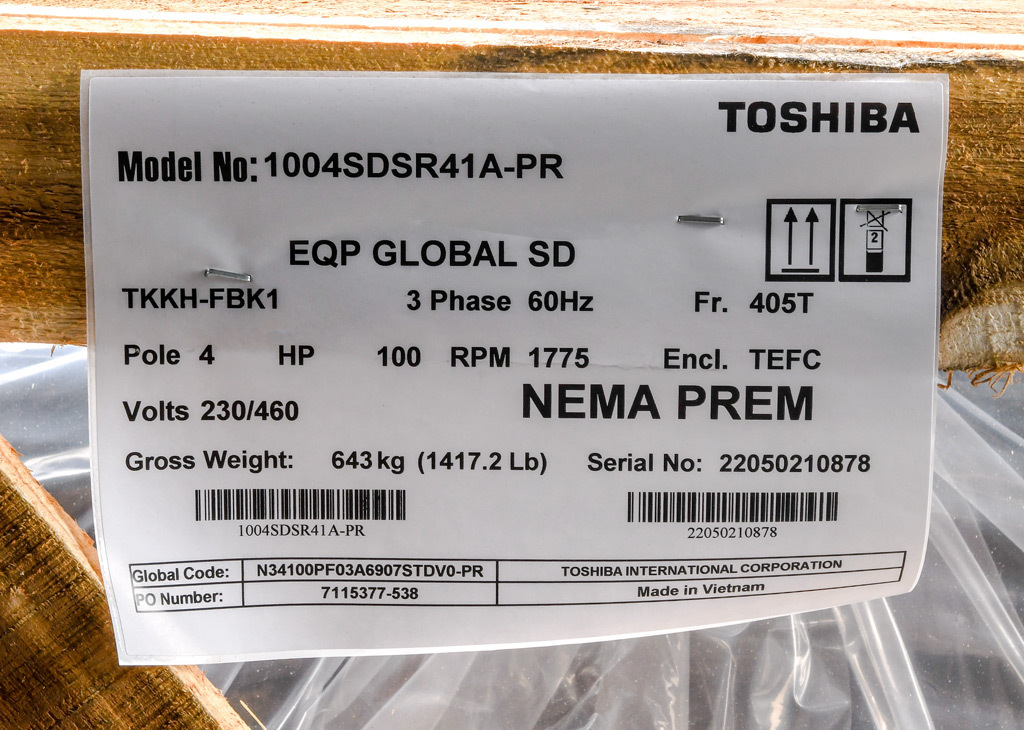 TOSHIBA
Model No: 1004SDSR41A-PR
2
EQP GLOBAL SD
TKKH-FBK1 3 Phase 60Hz Fr. 405T
Pole 4 HP 100 RPM 1775 Encl. TEFC
Volts 230/460 NEMA PREM
Gross Weight: 643 kg (1417.2 Lb) Serial No: 22050210878
1004SDSR41A-PR 22050210878
Global Code: N34100PF03A6907STDV0-PR TOSHIBA INTERNATIONAL CORPORATION
PO Number: 7115377-538 Made in Vietnam